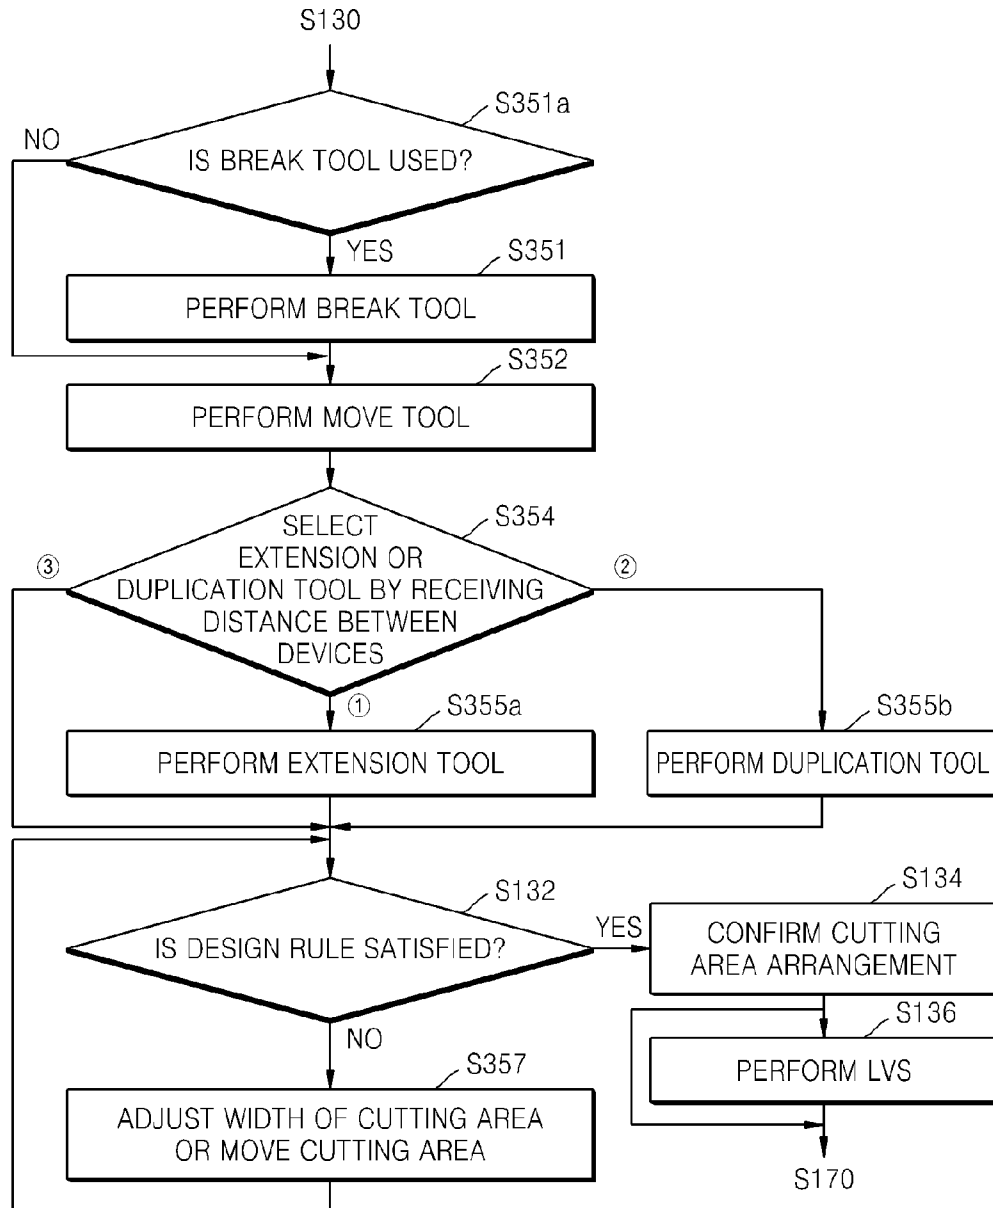 S130
S351a
NO
IS BREAK TOOL USED?
YES
S351
PERFORM BREAK TOOL
S352
PERFORM MOVE TOOL
S354
SELECT
EXTENSION OR
DUPLICATION TOOL BY RECEIVING
DISTANCE BETWEEN
DEVICES
③
②
①
S355a
S355b
PERFORM EXTENSION TOOL
PERFORM DUPLICATION TOOL
S132
S134
IS DESIGN RULE SATISFIED?
YES
CONFIRM CUTTING
AREA ARRANGEMENT
NO
S136
PERFORM LVS
S357
ADJUST WIDTH OF CUTTING AREA
OR MOVE CUTTING AREA
S170